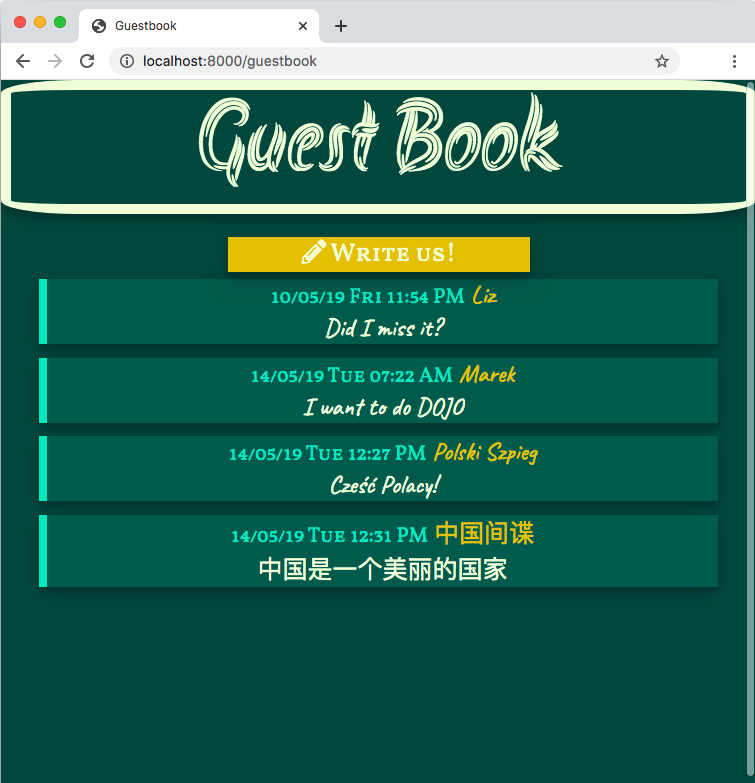 Guestbook
localhost:8000/guestbook
Guest Book
Write us!
10/05/19 Fri 11:54 PM Liz
Did I miss it?
14/05/19 Tue 07:22 AM Marek
I want to do DOJO
14/05/19 Tue 12:27 PM Polski Szpieg
Cześć Polacy!
14/05/19 Tue 12:31 PM 中国间谍
中国是一个美丽的国家